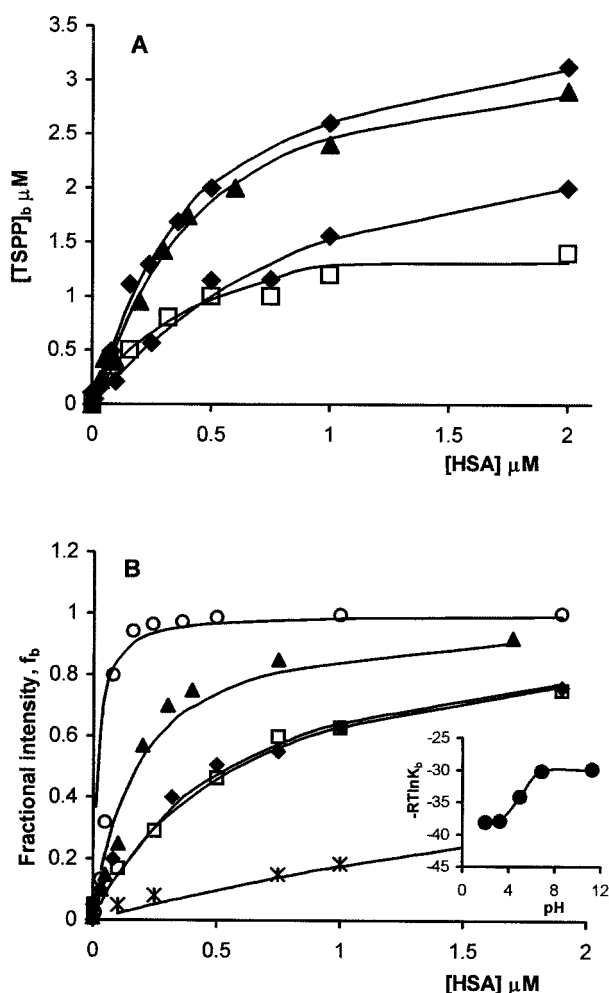 A
[TSPP]b µM
3.5
3
2.5
2
1.5
1
0.5
0
0 0.5 1 1.5 2
[HSA] µM
B
Fractional intensity, fb
1.2
1
0.8
0.6
0.4
0.2
0
-RTlnKb
-25
-30
-35
-40
-45
0 4 8 12
pH
0 0.5 1 1.5 2
[HSA] µM